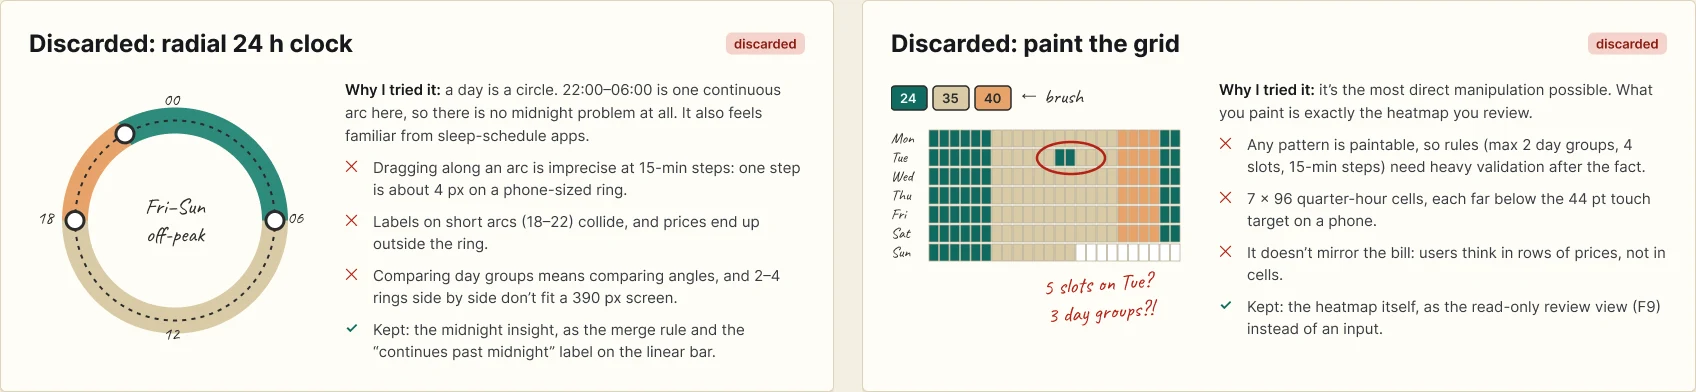 Discarded: radial 24 h clock
discarded
00
18
06
12
Fri–Sun
off-peak
Why I tried it: a day is a circle. 22:00–06:00 is one continuous
arc here, so there is no midnight problem at all. It also feels
familiar from sleep-schedule apps.
Dragging along an arc is imprecise at 15-min steps: one step
is about 4 px on a phone-sized ring.
Labels on short arcs (18–22) collide, and prices end up
outside the ring.
Comparing day groups means comparing angles, and 2–4
rings side by side don’t fit a 390 px screen.
Kept: the midnight insight, as the merge rule and the
“continues past midnight” label on the linear bar.
Discarded: paint the grid
discarded
24 35 40 ← brush
Mon
Tue
Wed
Thu
Fri
Sat
Sun
5 slots on Tue?
3 day groups?!
Why I tried it: it’s the most direct manipulation possible. What
you paint is exactly the heatmap you review.
Any pattern is paintable, so rules (max 2 day groups, 4
slots, 15-min steps) need heavy validation after the fact.
7 × 96 quarter-hour cells, each far below the 44 pt touch
target on a phone.
It doesn’t mirror the bill: users think in rows of prices, not in
cells.
Kept: the heatmap itself, as the read-only review view (F9)
instead of an input.